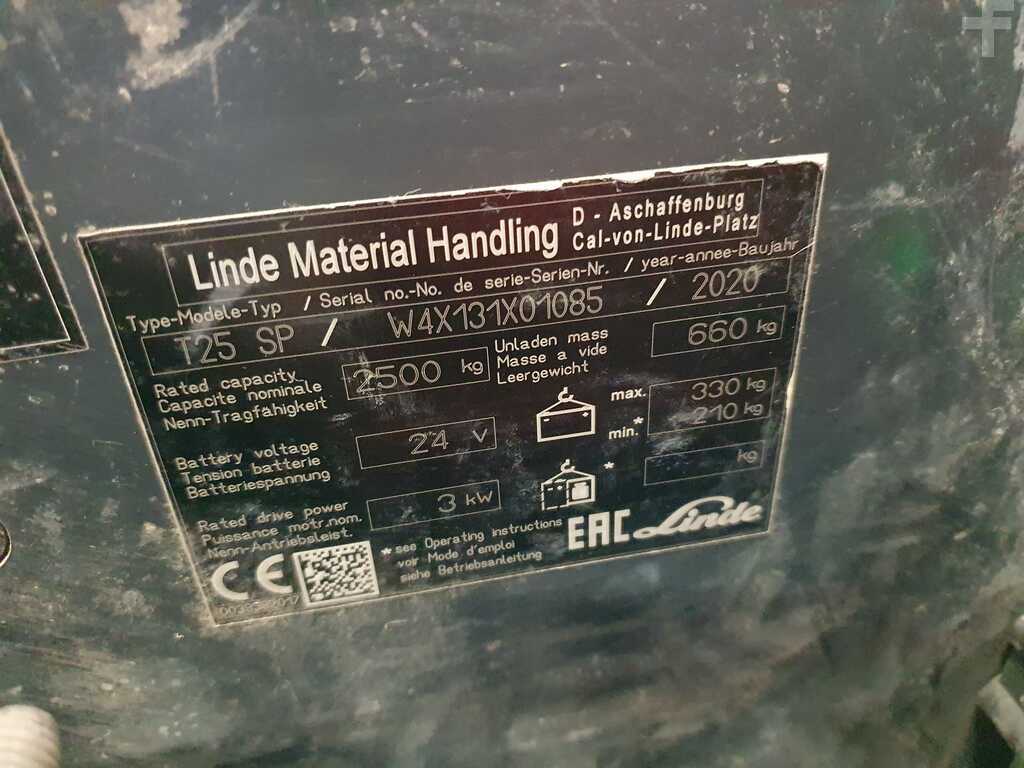 Linde Material Handling
D - Aschaffenburg
Cal-von-Linde-Platz
Type-Modele-Typ / Serial no.-No. de serie-Serien-Nr. / year-annee-Baujahr
T25 SP / W4X131X01085 / 2020
Rated capacity
Capacite nominale
Nenn-Tragfähigkeit
2500 kg
Unladen mass
Masse a vide
Leergewicht
660 kg
Battery voltage
Tension batterie
Batteriespannung
24 V
max. 330 kg
min.* 210 kg
* kg
Rated drive power
Puissance motr.nom.
Nenn-Antriebsleist.
3 kW
CE
* see Operating instructions
voir Mode d'emploi
siehe Betriebsanleitung
EAC Linde